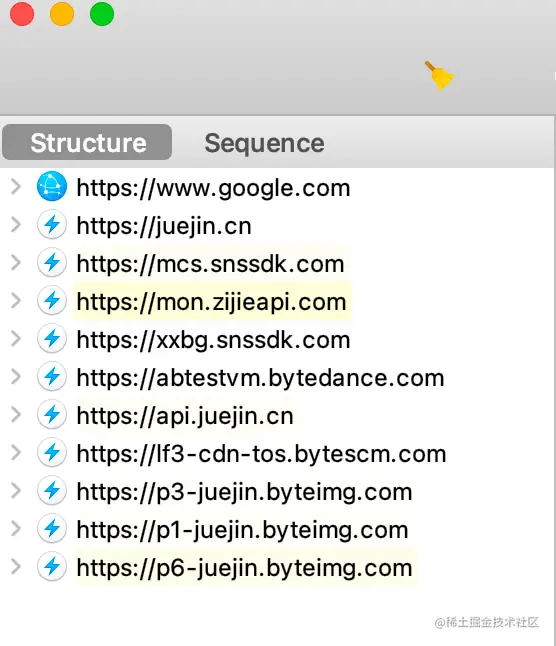 Structure Sequence
https://www.google.com
https://juejin.cn
https://mcs.snssdk.com
https://mon.zijieapi.com
https://xxbg.snssdk.com
https://abtestvm.bytedance.com
https://api.juejin.cn
https://lf3-cdn-tos.bytescm.com
https://p3-juejin.byteimg.com
https://p1-juejin.byteimg.com
https://p6-juejin.byteimg.com
@稀土掘金技术社区